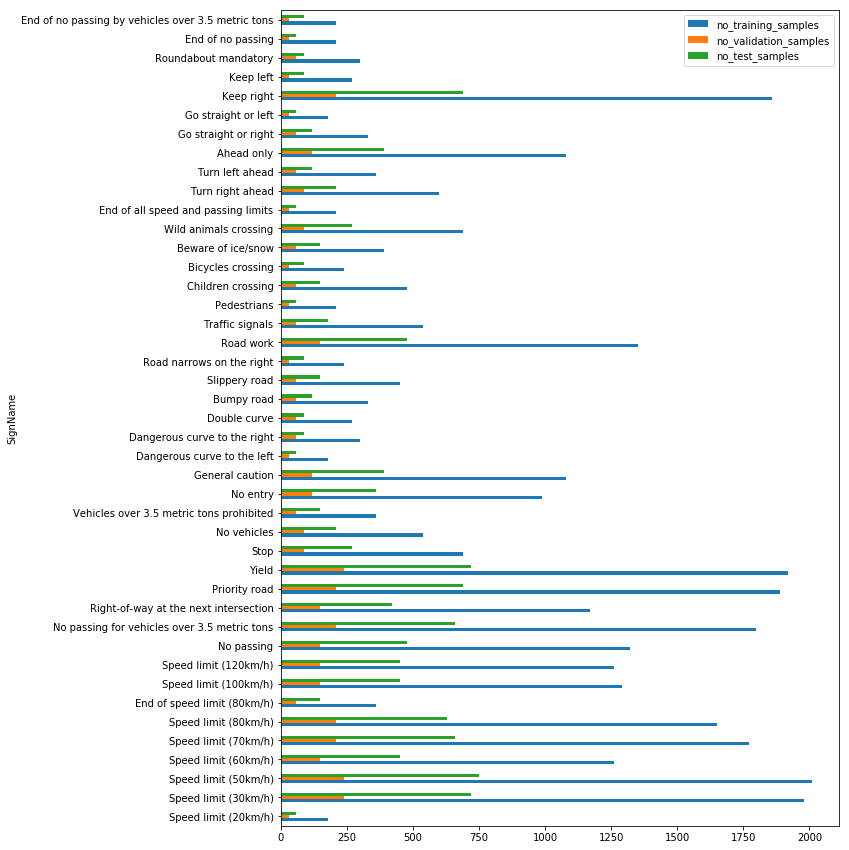 no_training_samples
no_validation_samples
no_test_samples
End of no passing by vehicles over 3.5 metric tons
End of no passing
Roundabout mandatory
Keep left
Keep right
Go straight or left
Go straight or right
Ahead only
Turn left ahead
Turn right ahead
End of all speed and passing limits
Wild animals crossing
Beware of ice/snow
Bicycles crossing
Children crossing
Pedestrians
Traffic signals
Road work
Road narrows on the right
Slippery road
Bumpy road
Double curve
Dangerous curve to the right
Dangerous curve to the left
General caution
No entry
Vehicles over 3.5 metric tons prohibited
No vehicles
Stop
Yield
Priority road
Right-of-way at the next intersection
No passing for vehicles over 3.5 metric tons
No passing
Speed limit (120km/h)
Speed limit (100km/h)
End of speed limit (80km/h)
Speed limit (80km/h)
Speed limit (70km/h)
Speed limit (60km/h)
Speed limit (50km/h)
Speed limit (30km/h)
Speed limit (20km/h)
SignName
0 250 500 750 1000 1250 1500 1750 2000